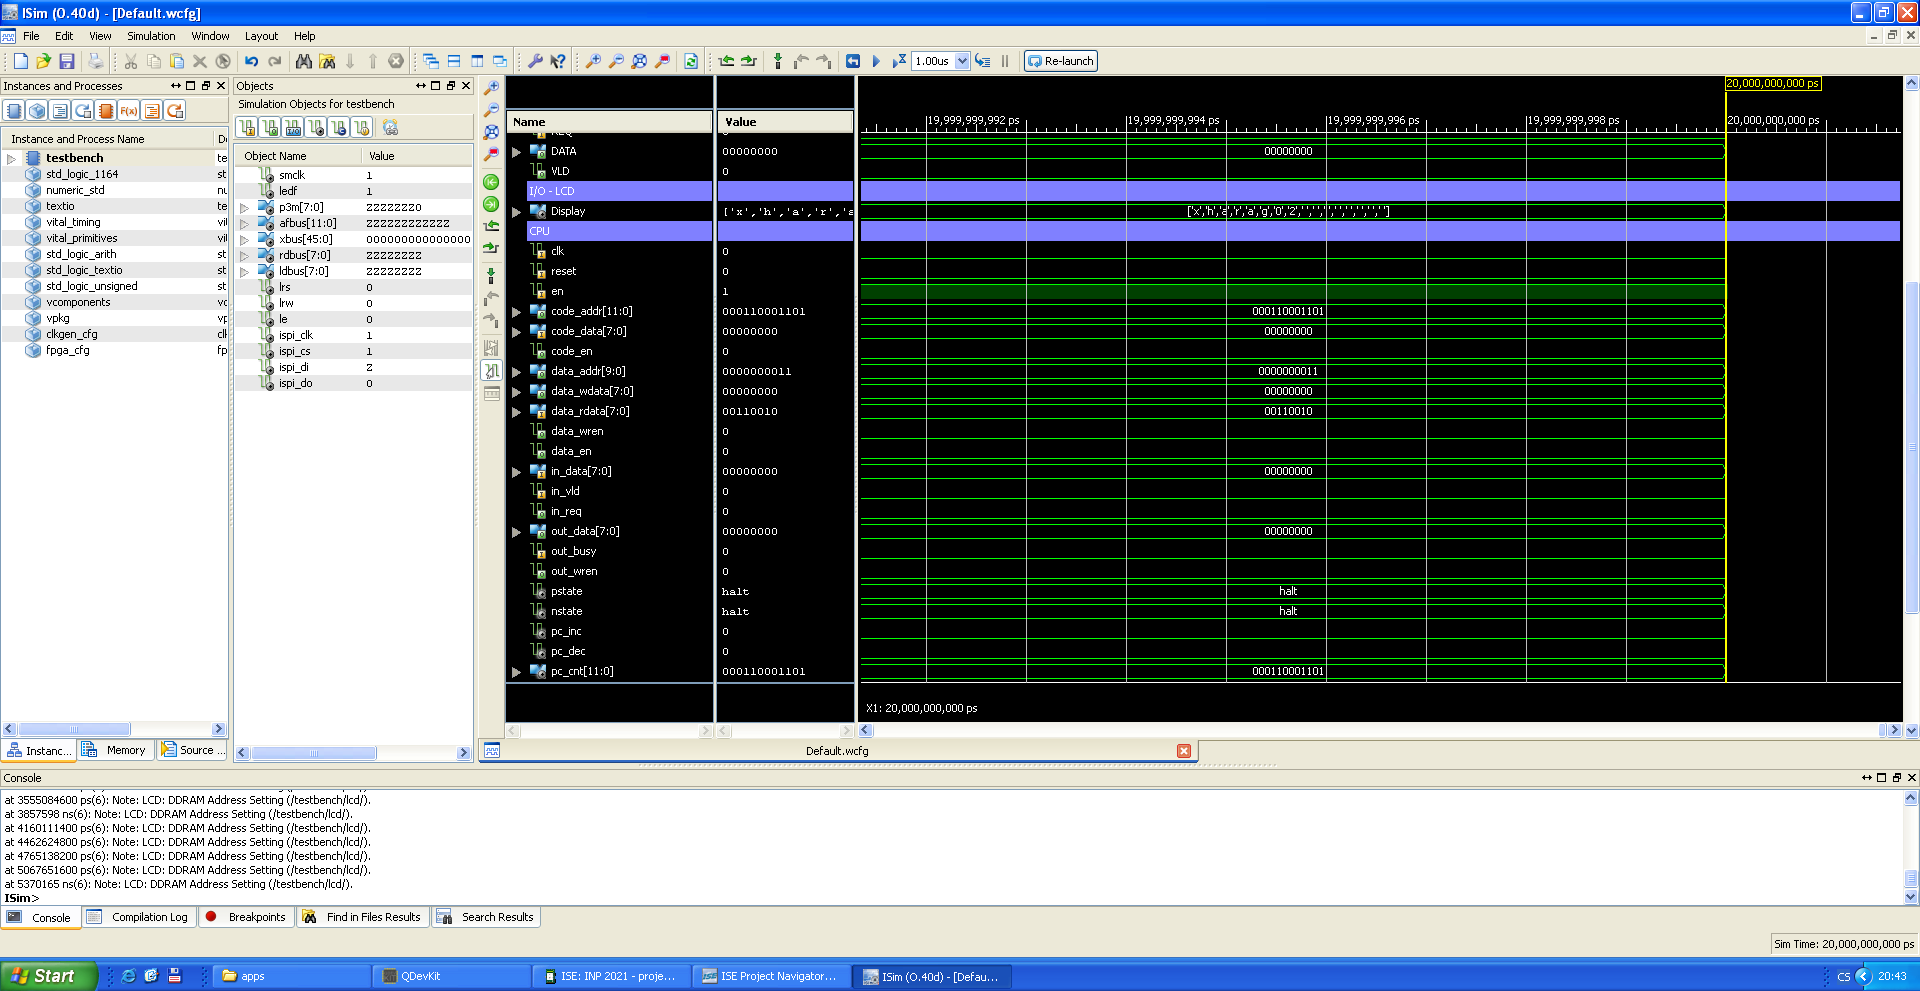 ISim (O.40d) - [Default.wcfg]
File Edit View Simulation Window Layout Help
1.00us Re-launch
Instances and Processes
Instance and Process Name De
testbench te
std_logic_1164 st
numeric_std nu
textio te
vital_timing vit
vital_primitives vit
std_logic_arith st
std_logic_textio st
std_logic_unsigned st
vcomponents vc
vpkg vp
clkgen_cfg clk
fpga_cfg fp
Instanc... Memory Source ...
Objects
Simulation Objects for testbench
Object Name Value
smclk 1
ledf 1
p3m[7:0] ZZZZZZZ0
afbus[11:0] ZZZZZZZZZZZZ
xbus[45:0] 00000000000000
rdbus[7:0] ZZZZZZZZ
ldbus[7:0] ZZZZZZZZ
lrs 0
lrw 0
le 0
ispi_clk 1
ispi_cs 1
ispi_di Z
ispi_do 0
20,000,000,000 ps
Name Value
19,999,999,992 ps 19,999,999,994 ps 19,999,999,996 ps 19,999,999,998 ps 20,000,000,000 ps
DATA 00000000 00000000
VLD 0
I/O - LCD
Display ['x','h','a','r','a ['x','h','a','r','a','g','0','2',' ',' ',' ',' ',' ',' ',' ',' ']
CPU
clk 0
reset 0
en 1
code_addr[11:0] 000110001101 000110001101
code_data[7:0] 00000000 00000000
code_en 0
data_addr[9:0] 0000000011 0000000011
data_wdata[7:0] 00000000 00000000
data_rdata[7:0] 00110010 00110010
data_wren 0
data_en 0
in_data[7:0] 00000000 00000000
in_vld 0
in_req 0
out_data[7:0] 00000000 00000000
out_busy 0
out_wren 0
pstate halt halt
nstate halt halt
pc_inc 0
pc_dec 0
pc_cnt[11:0] 000110001101 000110001101
X1: 20,000,000,000 ps
Default.wcfg
Console
at 3555084600 ps(6): Note: LCD: DDRAM Address Setting (/testbench/lcd/).
at 3857598 ns(6): Note: LCD: DDRAM Address Setting (/testbench/lcd/).
at 4160111400 ps(6): Note: LCD: DDRAM Address Setting (/testbench/lcd/).
at 4462624800 ps(6): Note: LCD: DDRAM Address Setting (/testbench/lcd/).
at 4765138200 ps(6): Note: LCD: DDRAM Address Setting (/testbench/lcd/).
at 5067651600 ps(6): Note: LCD: DDRAM Address Setting (/testbench/lcd/).
at 5370165 ns(6): Note: LCD: DDRAM Address Setting (/testbench/lcd/).
ISim>
Console Compilation Log Breakpoints Find in Files Results Search Results
Sim Time: 20,000,000,000 ps
Start apps QDevKit ISE: INP 2021 - proje... ISE Project Navigator... ISim (O.40d) - [Defau... CS 20:43